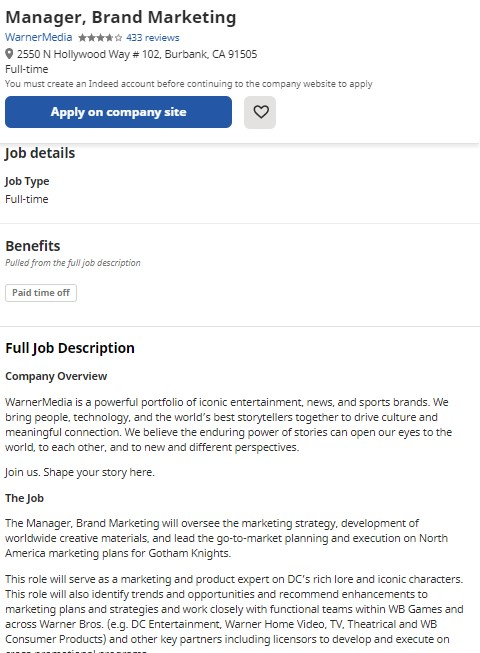 Manager, Brand Marketing
WarnerMedia 433 reviews
2550 N Hollywood Way # 102, Burbank, CA 91505
Full-time
You must create an Indeed account before continuing to the company website to apply
Apply on company site
Job details
Job Type
Full-time
Benefits
Pulled from the full job description
Paid time off
Full Job Description
Company Overview
WarnerMedia is a powerful portfolio of iconic entertainment, news, and sports brands. We
bring people, technology, and the world's best storytellers together to drive culture and
meaningful connection. We believe the enduring power of stories can open our eyes to the
world, to each other, and to new and different perspectives.
Join us. Shape your story here.
The Job
The Manager, Brand Marketing will oversee the marketing strategy, development of
worldwide creative materials, and lead the go-to-market planning and execution on North
America marketing plans for Gotham Knights.
This role will serve as a marketing and product expert on DC's rich lore and iconic characters.
This role will also identify trends and opportunities and recommend enhancements to
marketing plans and strategies and work closely with functional teams within WB Games and
across Warner Bros. (e.g. DC Entertainment, Warner Home Video, TV, Theatrical and WB
Consumer Products) and other key partners including licensors to develop and execute on